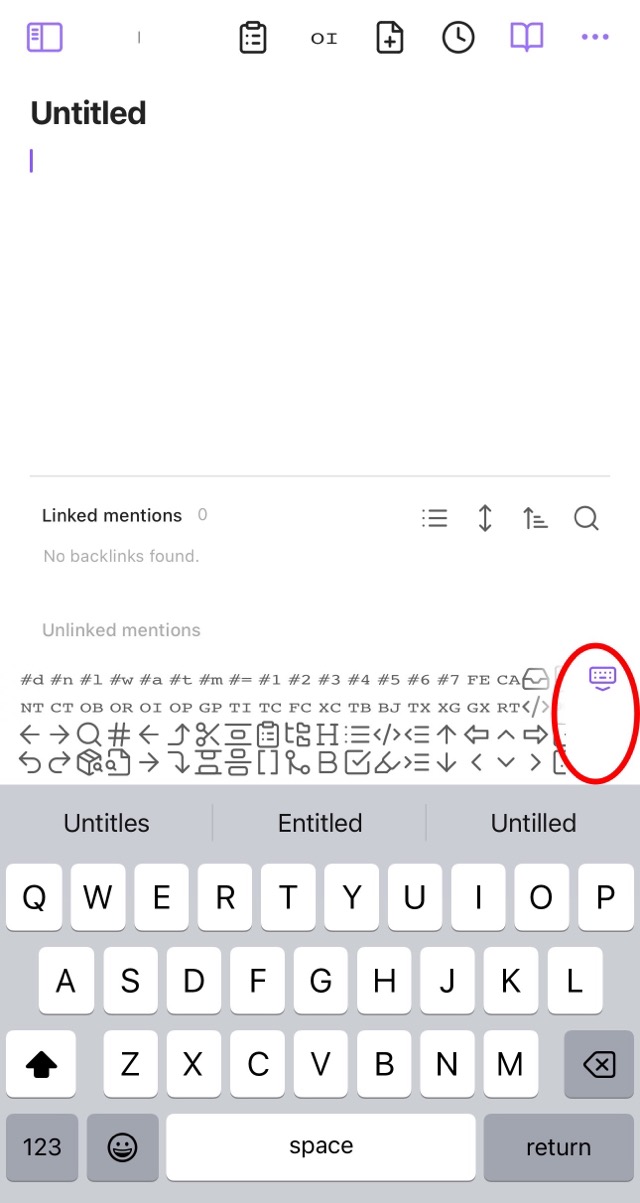 OI
Untitled
Linked mentions 0
No backlinks found.
Unlinked mentions
#d #n #l #w #a #t #m #= #1 #2 #3 #4 #5 #6 #7 FE CA
NT CT OB OR OI OP GP TI TC FC XC TB BJ TX XG GX RT </>
# H </>
[] B
Untitles Entitled Untilled
Q W E R T Y U I O P
A S D F G H J K L
Z X C V B N M
123 space return